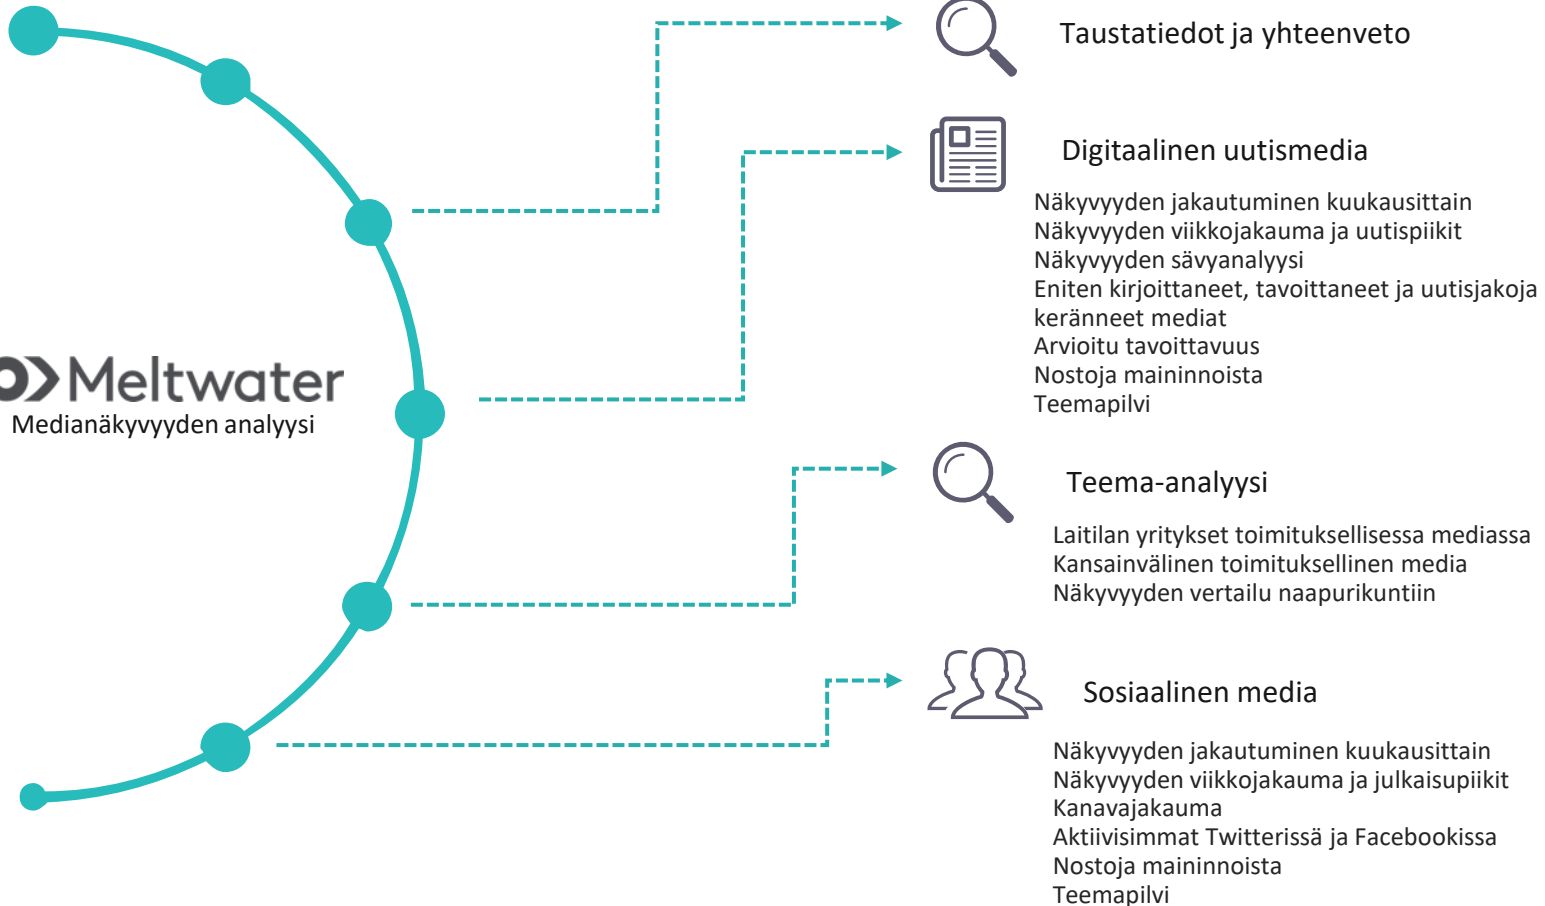 Meltwater
Medianäkyvyyden analyysi
Taustatiedot ja yhteenveto
Digitaalinen uutismedia
Näkyvyyden jakautuminen kuukausittain
Näkyvyyden viikkojakauma ja uutispiikit
Näkyvyyden sävyanalyysi
Eniten kirjoittaneet, tavoittaneet ja uutisjakoja
keränneet mediat
Arvioitu tavoittavuus
Nostoja maininnoista
Teemapilvi
Teema-analyysi
Laitilan yritykset toimituksellisessa mediassa
Kansainvälinen toimituksellinen media
Näkyvyyden vertailu naapurikuntiin
Sosiaalinen media
Näkyvyyden jakautuminen kuukausittain
Näkyvyyden viikkojakauma ja julkaisupiikit
Kanavajakauma
Aktiivisimmat Twitterissä ja Facebookissa
Nostoja maininnoista
Teemapilvi